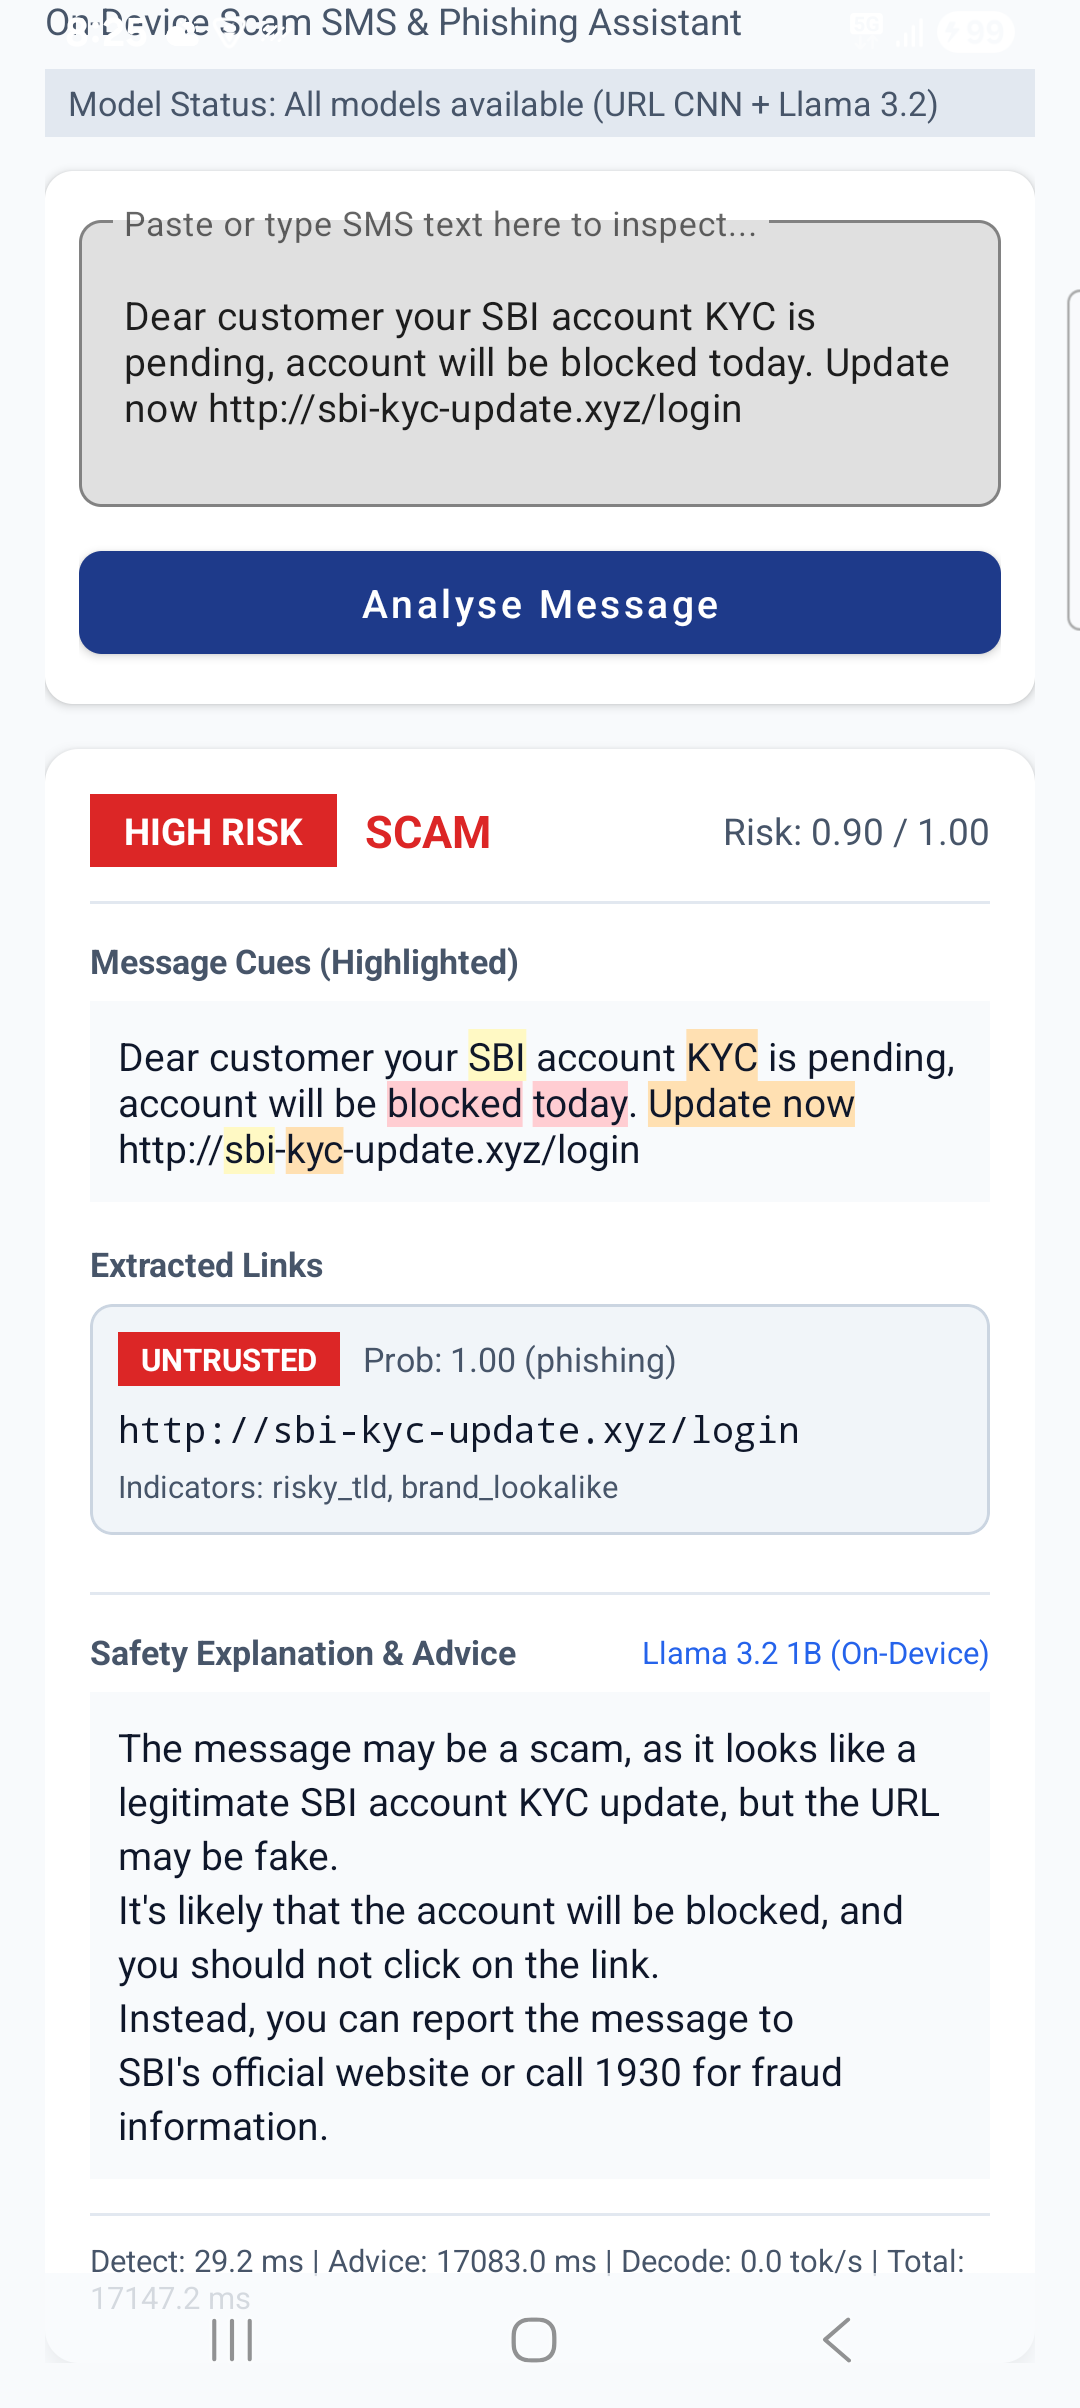 On-Device Scam SMS & Phishing Assistant
5G
99
Model Status: All models available (URL CNN + Llama 3.2)
Paste or type SMS text here to inspect...
Dear customer your SBI account KYC is
pending, account will be blocked today. Update
now http://sbi-kyc-update.xyz/login
Analyse Message
HIGH RISK
SCAM
Risk: 0.90 / 1.00
Message Cues (Highlighted)
Dear customer your SBI account KYC is pending,
account will be blocked today. Update now
http://sbi-kyc-update.xyz/login
Extracted Links
UNTRUSTED
Prob: 1.00 (phishing)
http://sbi-kyc-update.xyz/login
Indicators: risky_tld, brand_lookalike
Safety Explanation & Advice
Llama 3.2 1B (On-Device)
The message may be a scam, as it looks like a
legitimate SBI account KYC update, but the URL
may be fake.
It's likely that the account will be blocked, and
you should not click on the link.
Instead, you can report the message to
SBI's official website or call 1930 for fraud
information.
Detect: 29.2 ms | Advice: 17083.0 ms | Decode: 0.0 tok/s | Total:
17147.2 ms